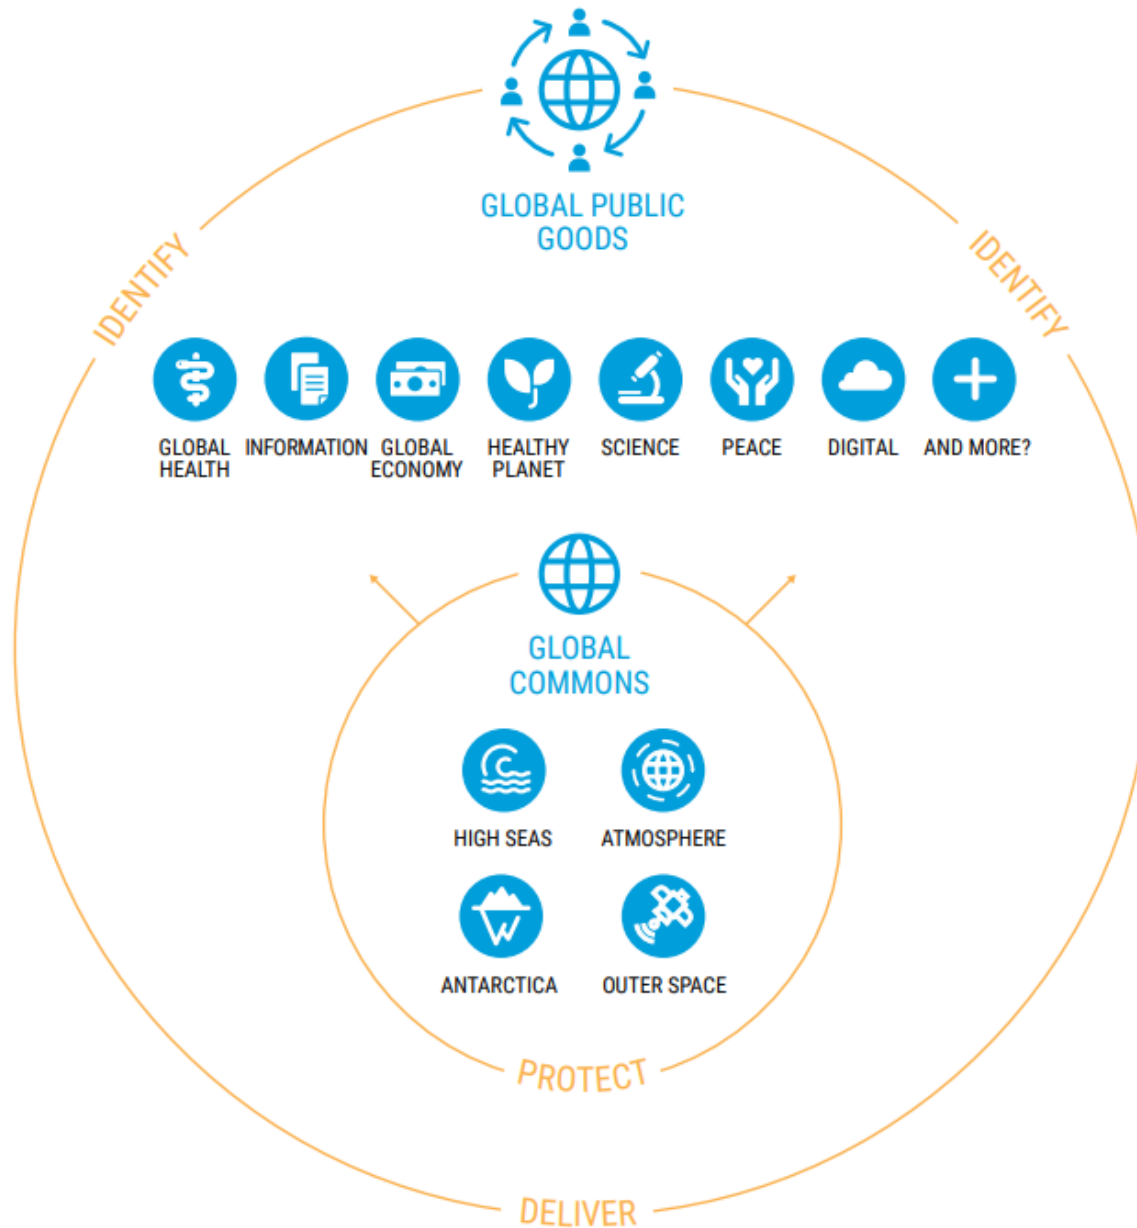 GLOBAL PUBLIC
GOODS
IDENTIFY
IDENTIFY
GLOBAL
HEALTH
INFORMATION
GLOBAL
ECONOMY
HEALTHY
PLANET
SCIENCE
PEACE
DIGITAL
AND MORE?
GLOBAL
COMMONS
HIGH SEAS
ATMOSPHERE
ANTARCTICA
OUTER SPACE
PROTECT
DELIVER